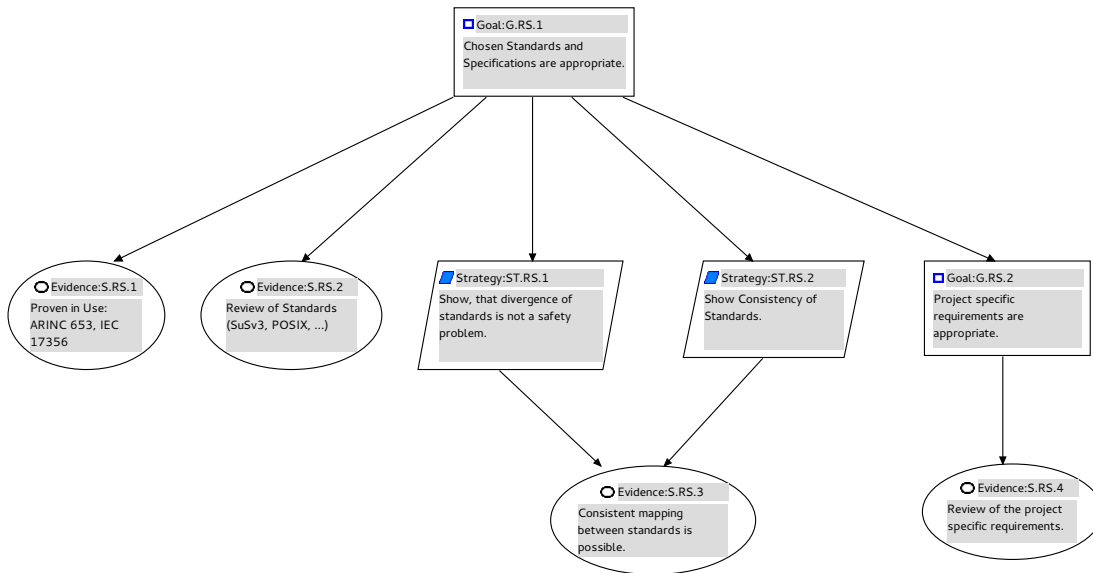 Goal:G.RS.1
Chosen Standards and
Specifications are appropriate.
Evidence:S.RS.1
Proven in Use:
ARINC 653, IEC
17356
Evidence:S.RS.2
Review of Standards
(SuSv3, POSIX, ...)
Strategy:ST.RS.1
Show, that divergence of
standards is not a safety
problem.
Strategy:ST.RS.2
Show Consistency of
Standards.
Goal:G.RS.2
Project specific
requirements are
appropriate.
Evidence:S.RS.3
Consistent mapping
between standards is
possible.
Evidence:S.RS.4
Review of the project
specific requirements.